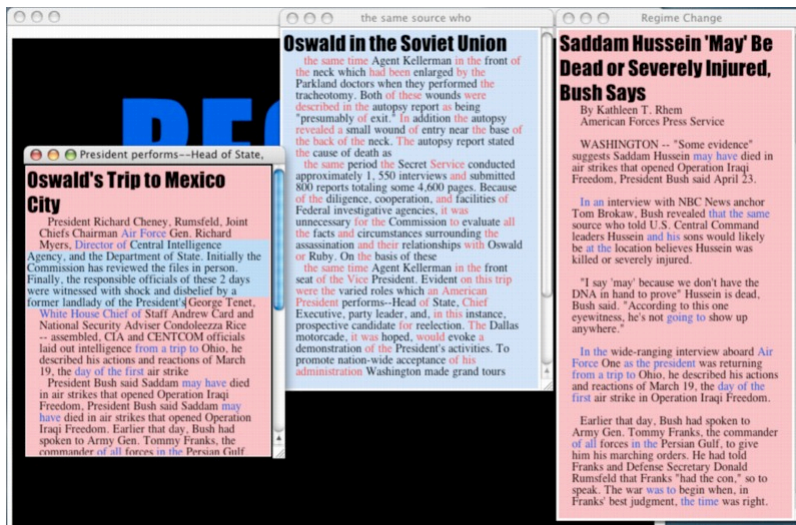 the same source who
Regime Change
REG
President performs--Head of State,
Oswald's Trip to Mexico
City
President Richard Cheney, Rumsfeld, Joint
Chiefs Chairman Air Force Gen. Richard
Myers, Director of Central Intelligence
Agency, and the Department of State. Initially the
Commission has reviewed the files in person.
Finally, the responsible officials of these 2 days
were witnessed with shock and disbelief by a
former landlady of the President's George Tenet,
White House Chief of Staff Andrew Card and
National Security Adviser Condoleezza Rice
-- assembled, CIA and CENTCOM officials
laid out intelligence from a trip to Ohio, he
described his actions and reactions of March
19, the day of the first air strike
President Bush said Saddam may have died
in air strikes that opened Operation Iraqi
Freedom, President Bush said Saddam may
have died in air strikes that opened Operation
Iraqi Freedom. Earlier that day, Bush had
spoken to Army Gen. Tommy Franks, the
commander of all forces in the Persian Gulf
Oswald in the Soviet Union
the same time Agent Kellerman in the front of
the neck which had been enlarged by the
Parkland doctors when they performed the
tracheotomy. Both of these wounds were
described in the autopsy report as being
"presumably of exit." In addition the autopsy
revealed a small wound of entry near the base of
the back of the neck. The autopsy report stated
the cause of death as
the same period the Secret Service conducted
approximately 1, 550 interviews and submitted
800 reports totaling some 4,600 pages. Because
of the diligence, cooperation, and facilities of
Federal investigative agencies, it was
unnecessary for the Commission to evaluate all
the facts and circumstances surrounding the
assassination and their relationships with Oswald
or Ruby. On the basis of these
the same time Agent Kellerman in the front
seat of the Vice President. Evident on this trip
were the varied roles which an American
President performs--Head of State, Chief
Executive, party leader, and, in this instance,
prospective candidate for reelection. The Dallas
motorcade, it was hoped, would evoke a
demonstration of the President's activities. To
promote nation-wide acceptance of his
administration Washington made grand tours
Saddam Hussein 'May' Be
Dead or Severely Injured,
Bush Says
By Kathleen T. Rhem
American Forces Press Service
WASHINGTON -- "Some evidence"
suggests Saddam Hussein may have died in
air strikes that opened Operation Iraqi
Freedom, President Bush said April 23.
In an interview with NBC News anchor
Tom Brokaw, Bush revealed that the same
source who told U.S. Central Command
leaders Hussein and his sons would likely
be at the location believes Hussein was
killed or severely injured.
"I say 'may' because we don't have the
DNA in hand to prove" Hussein is dead,
Bush said. "According to this one
eyewitness, he's not going to show up
anywhere."
In the wide-ranging interview aboard Air
Force One as the president was returning
from a trip to Ohio, he described his actions
and reactions of March 19, the day of the
first air strike in Operation Iraqi Freedom.
Earlier that day, Bush had spoken to
Army Gen. Tommy Franks, the commander
of all forces in the Persian Gulf, to give
him his marching orders. He had told
Franks and Defense Secretary Donald
Rumsfeld that Franks "had the con," so to
speak. The war was to begin when, in
Franks' best judgment, the time was right.